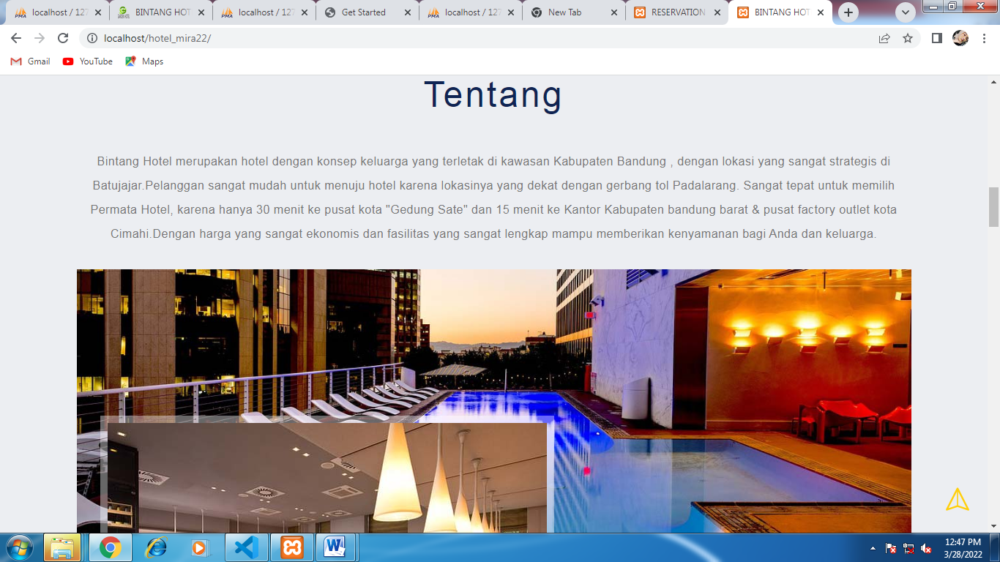 localhost / 127
BINTANG HOT
localhost / 127
Get Started
localhost / 127
New Tab
RESERVATION
BINTANG HOT
localhost/hotel_mira22/
Gmail
YouTube
Maps
Tentang
Bintang Hotel merupakan hotel dengan konsep keluarga yang terletak di kawasan Kabupaten Bandung , dengan lokasi yang sangat strategis di
Batujajar.Pelanggan sangat mudah untuk menuju hotel karena lokasinya yang dekat dengan gerbang tol Padalarang. Sangat tepat untuk memilih
Permata Hotel, karena hanya 30 menit ke pusat kota "Gedung Sate" dan 15 menit ke Kantor Kabupaten bandung barat & pusat factory outlet kota
Cimahi.Dengan harga yang sangat ekonomis dan fasilitas yang sangat lengkap mampu memberikan kenyamanan bagi Anda dan keluarga.
12:47 PM
3/28/2022